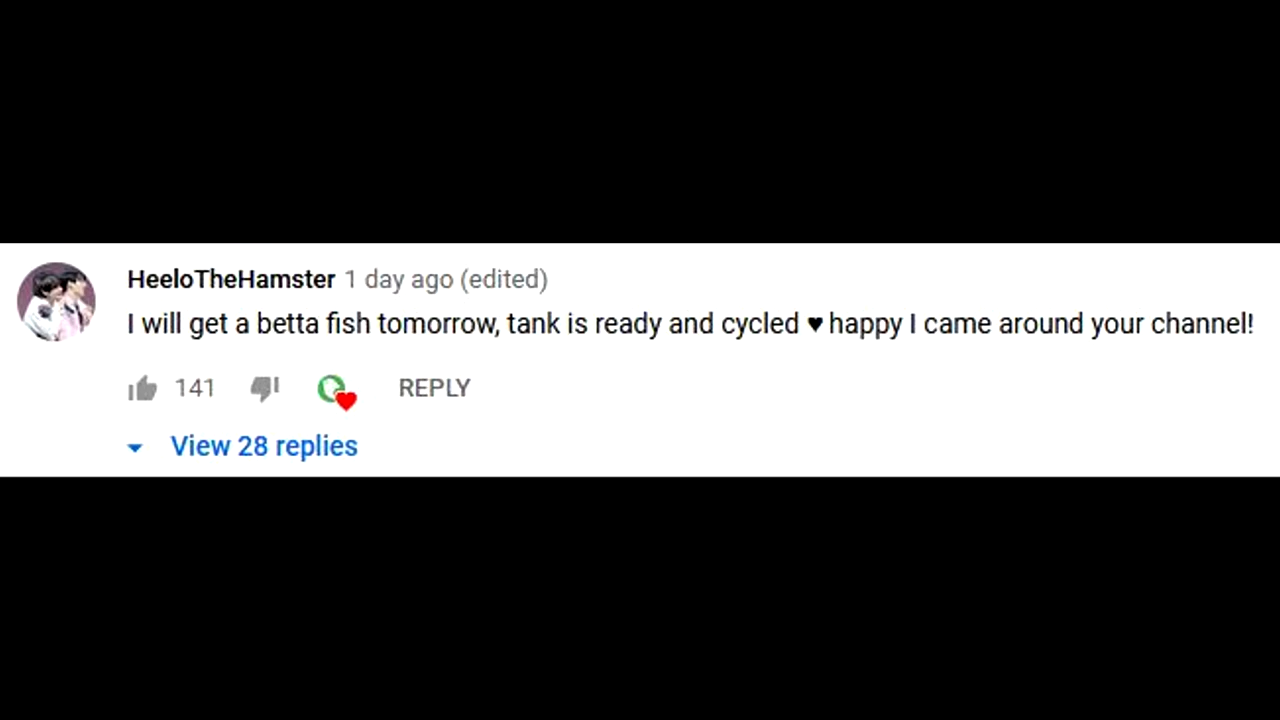 HeeloTheHamster 1 day ago (edited)
I will get a betta fish tomorrow, tank is ready and cycled ♥ happy I came around your channel!
141 REPLY
View 28 replies